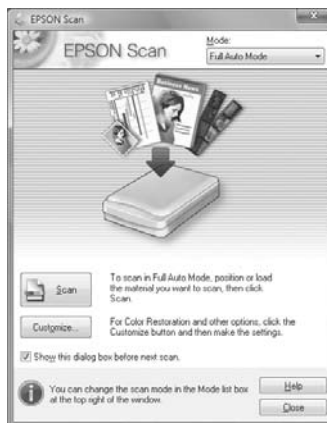 EPSON Scan
EPSON Scan
Mode:
Full Auto Mode
Business News
Scan
To scan in Full Auto Mode, position or load
the material you want to scan, then click
Scan.
Customize...
For Color Restoration and other options, click the
Customize button and then make the settings.
Show this dialog box before next scan.
You can change the scan mode in the Mode list box
at the top right of the window.
Help
Close